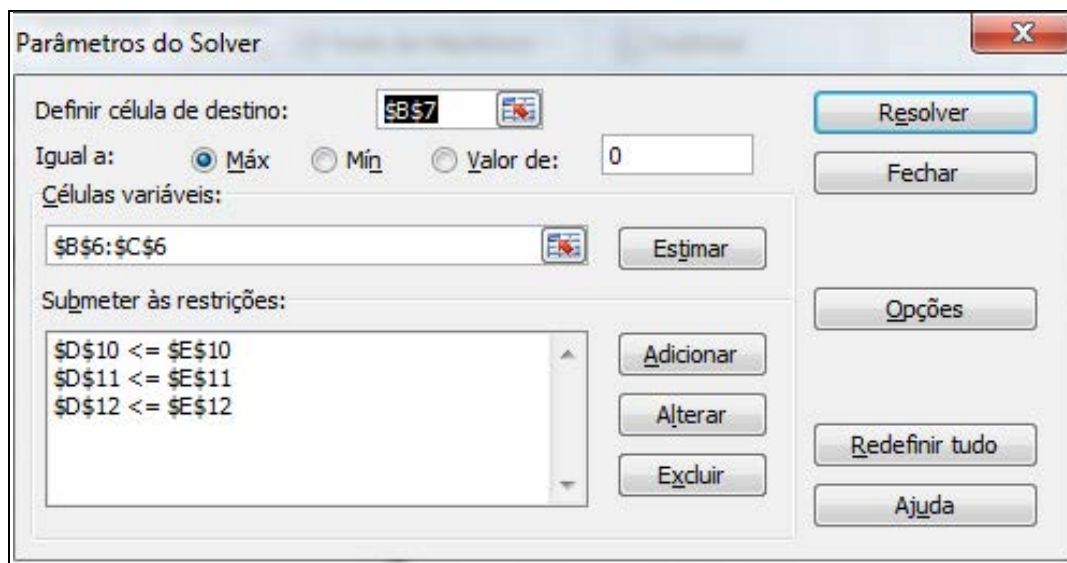 Parâmetros do Solver
X
Definir célula de destino: $B$7
Resolver
Igual a: Máx Mín Valor de: 0
Fechar
Células variáveis:
$B$6:$C$6
Estimar
Submeter às restrições:
Opções
$D$10 <= $E$10
$D$11 <= $E$11
$D$12 <= $E$12
Adicionar
Alterar
Redefinir tudo
Excluir
Ajuda